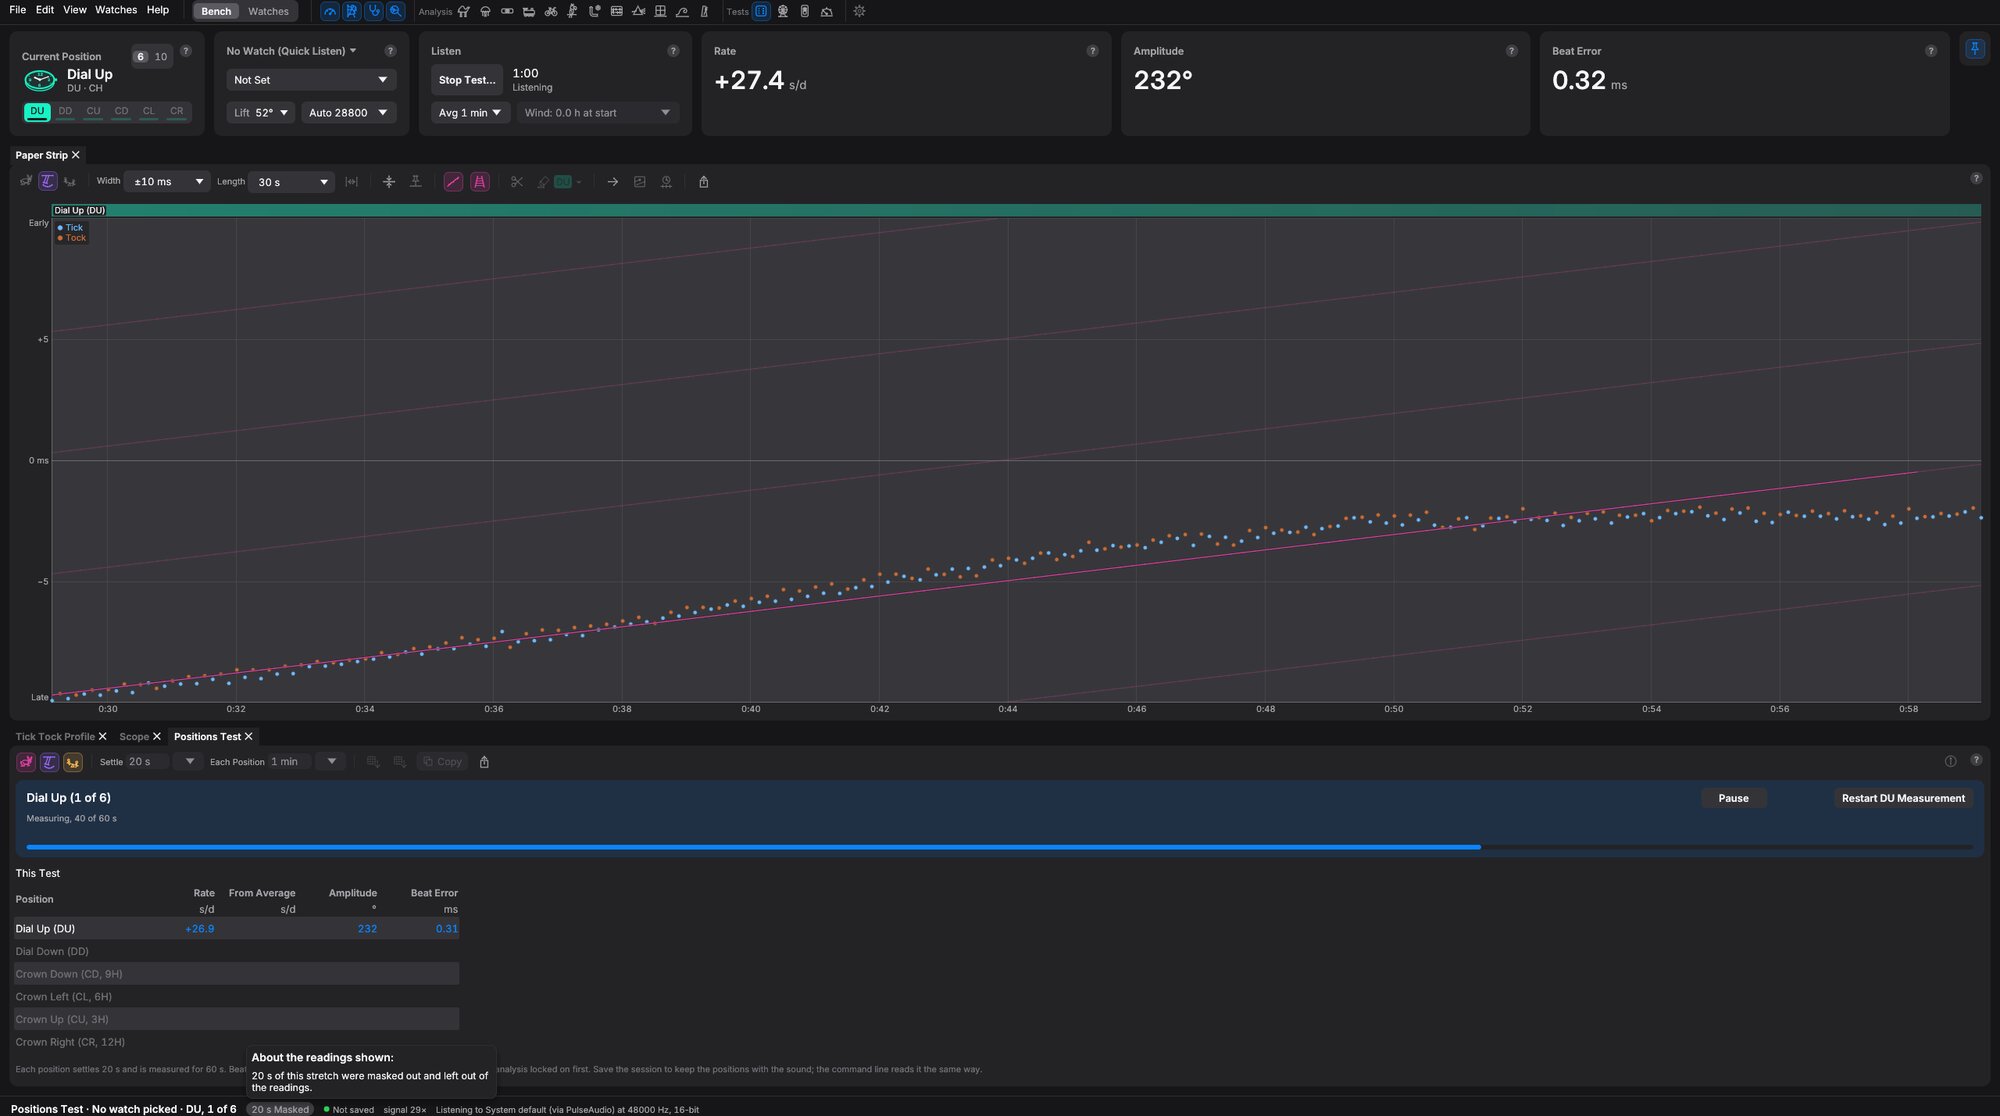 File Edit View Watches Help Bench Watches Analysis Tests
Current Position 6 10 ?
Dial Up
DU · CH
DU DD CU CD CL CR
No Watch (Quick Listen) ?
Not Set
Lift 52° Auto 28800
Listen ?
Stop Test... 1:00
Listening
Avg 1 min Wind: 0.0 h at start
Rate ?
+27.4 s/d
Amplitude ?
232°
Beat Error ?
0.32 ms
Paper Strip
Width ±10 ms Length 30 s DU ?
Dial Up (DU)
Early
Tick
Tock
+5
0 ms
−5
Late
0:30 0:32 0:34 0:36 0:38 0:40 0:42 0:44 0:46 0:48 0:50 0:52 0:54 0:56 0:58
Tick Tock Profile Scope Positions Test
Settle 20 s Each Position 1 min Copy ?
Dial Up (1 of 6) Pause Restart DU Measurement
Measuring, 40 of 60 s
This Test
Position Rate From Average Amplitude Beat Error
s/d s/d ° ms
Dial Up (DU) +26.9 232 0.31
Dial Down (DD)
Crown Down (CD, 9H)
Crown Left (CL, 6H)
Crown Up (CU, 3H)
Crown Right (CR, 12H)
About the readings shown:
20 s of this stretch were masked out and left out of
the readings.
Each position settles 20 s and is measured for 60 s. Bea nalysis locked on first. Save the session to keep the positions with the sound; the command line reads it the same way.
Positions Test · No watch picked · DU, 1 of 6 20 s Masked Not saved signal 29× Listening to System default (via PulseAudio) at 48000 Hz, 16-bit